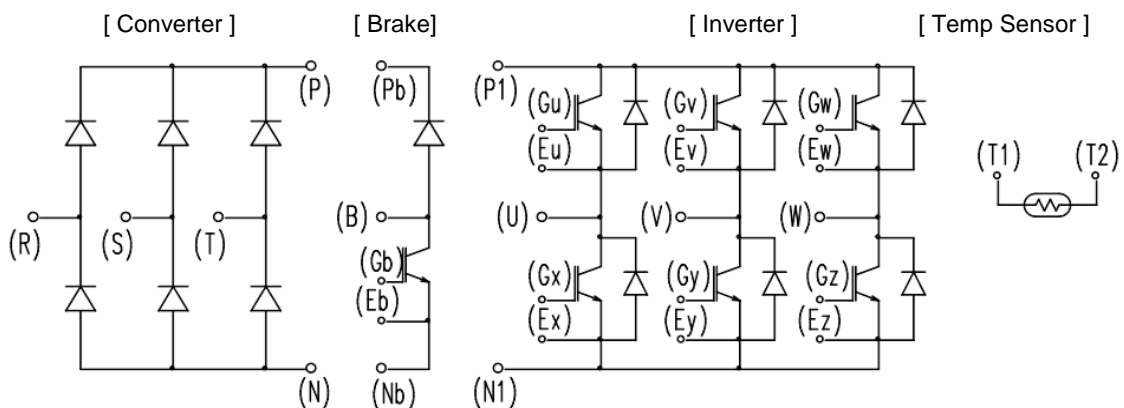 [ Converter ] [ Brake] [ Inverter ] [ Temp Sensor ]
(P) (Pb) (P1)
(Gu) (Gv) (Gw)
(Eu) (Ev) (Ew)
(T1) (T2)
(R) (S) (T) (B) (U) (V) (W)
(Gb) (Gx) (Gy) (Gz)
(Eb) (Ex) (Ey) (Ez)
(N) (Nb) (N1)